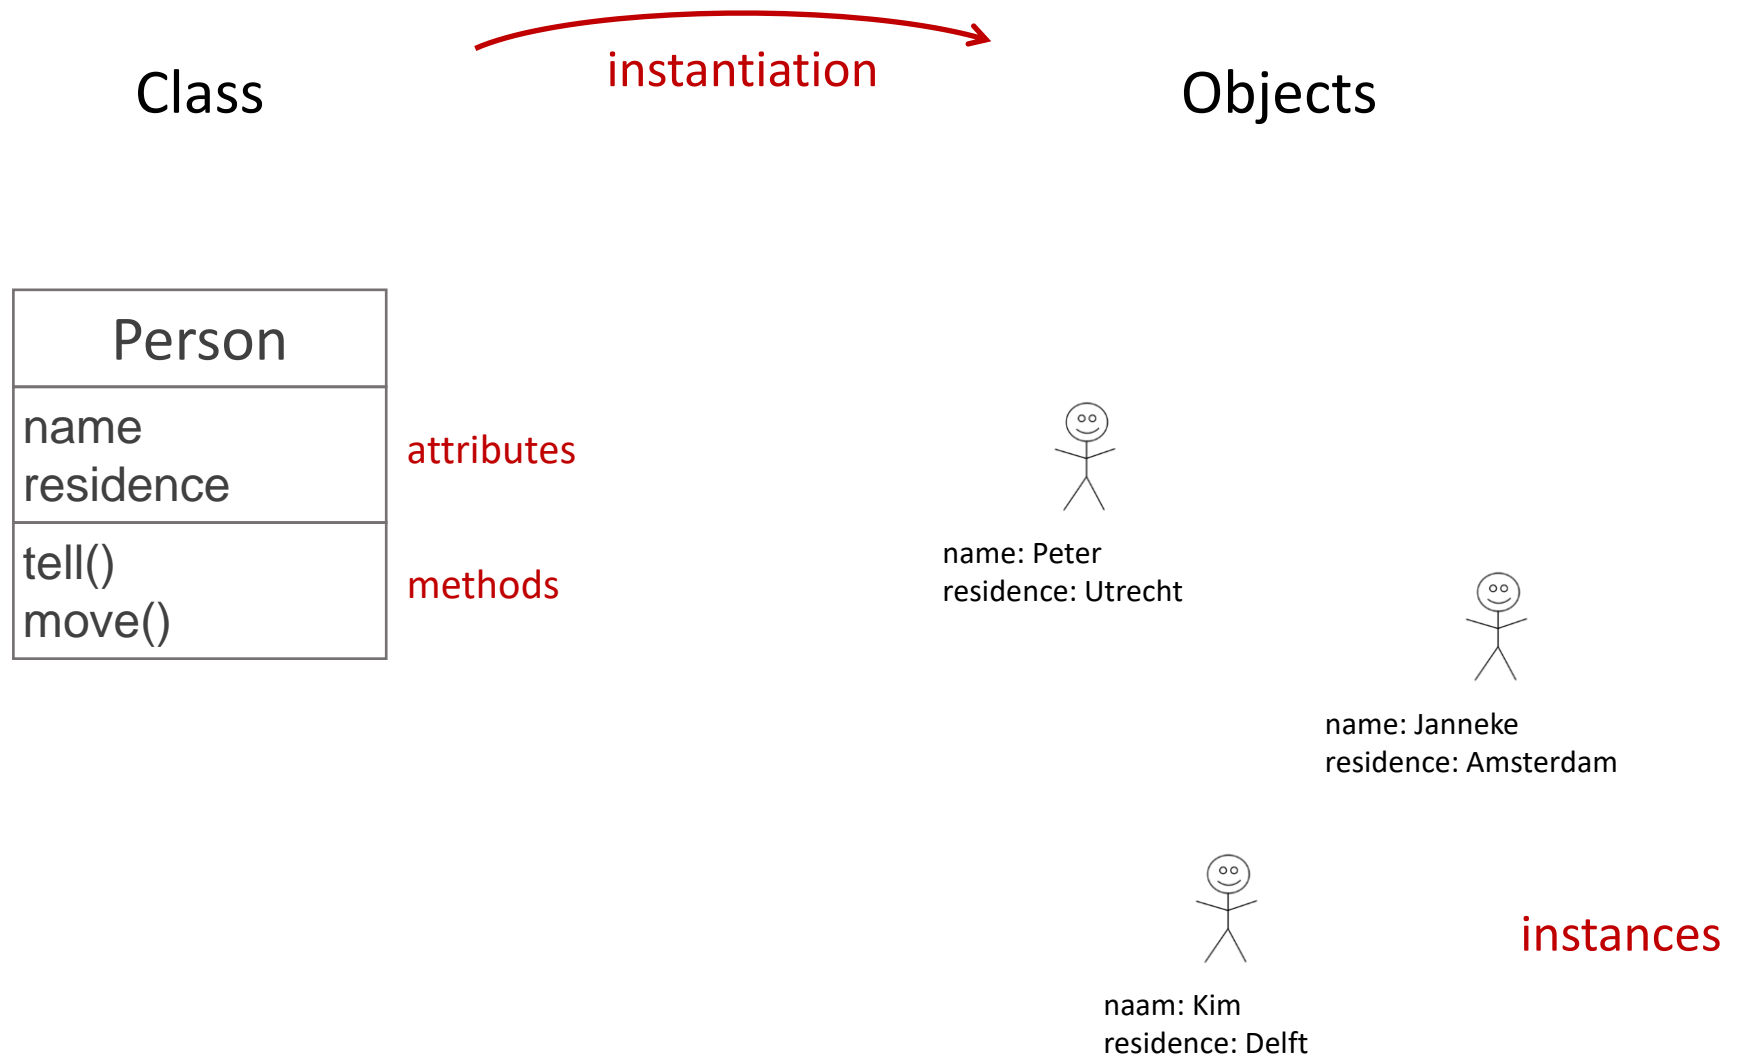 Class
instantiation
Objects
Person
name
residence
attributes
tell()
move()
methods
name: Peter
residence: Utrecht
name: Janneke
residence: Amsterdam
naam: Kim
residence: Delft
instances